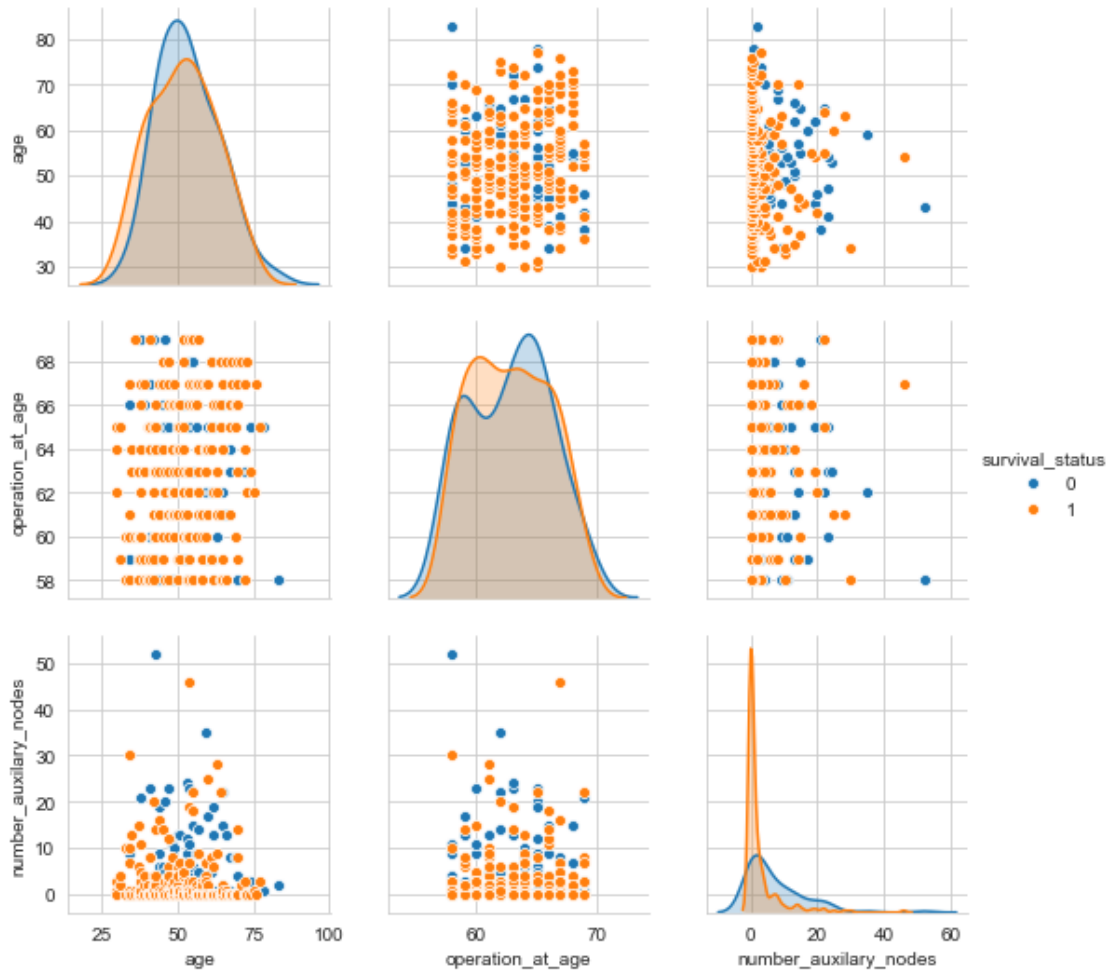 80
70
60
50
40
30
age
68
66
64
62
60
58
operation_at_age
survival_status
0
1
50
40
30
20
10
0
number_auxilary_nodes
25 50 75 100
60 70
0 20 40 60
age
operation_at_age
number_auxilary_nodes